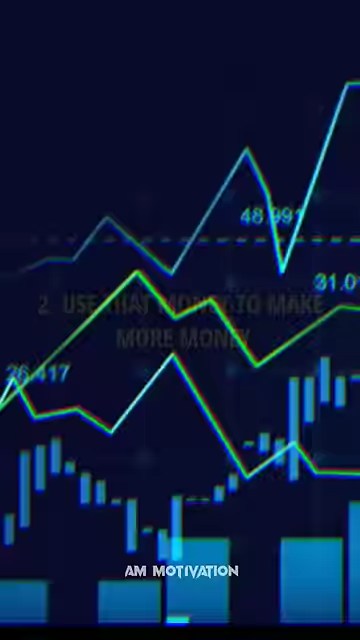 48,991
31.0
2. USE THAT MONEY TO MAKE
MORE MONEY
26,417
AM MOTIVATION